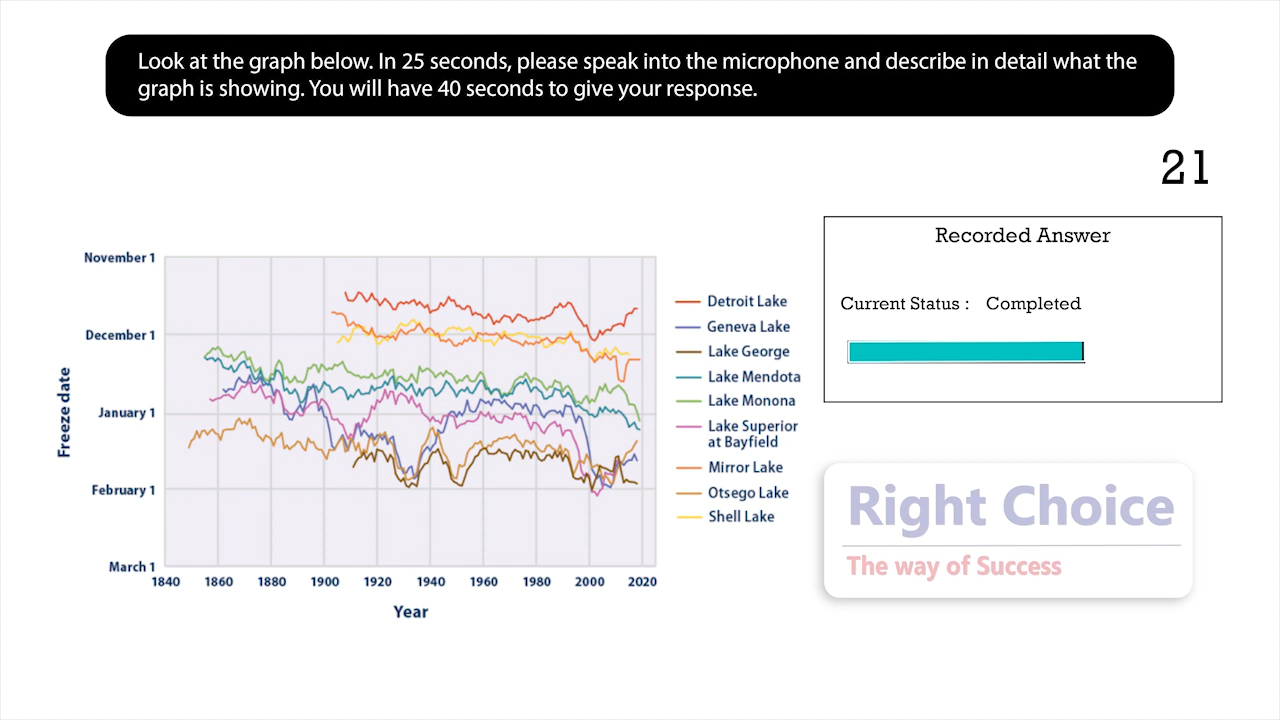 Look at the graph below. In 25 seconds, please speak into the microphone and describe in detail what the
graph is showing. You will have 40 seconds to give your response.
21
Recorded Answer
Current Status : Completed
November 1
December 1
January 1
February 1
March 1
Freeze date
1840 1860 1880 1900 1920 1940 1960 1980 2000 2020
Year
Detroit Lake
Geneva Lake
Lake George
Lake Mendota
Lake Monona
Lake Superior
at Bayfield
Mirror Lake
Otsego Lake
Shell Lake
Right Choice
The way of Success